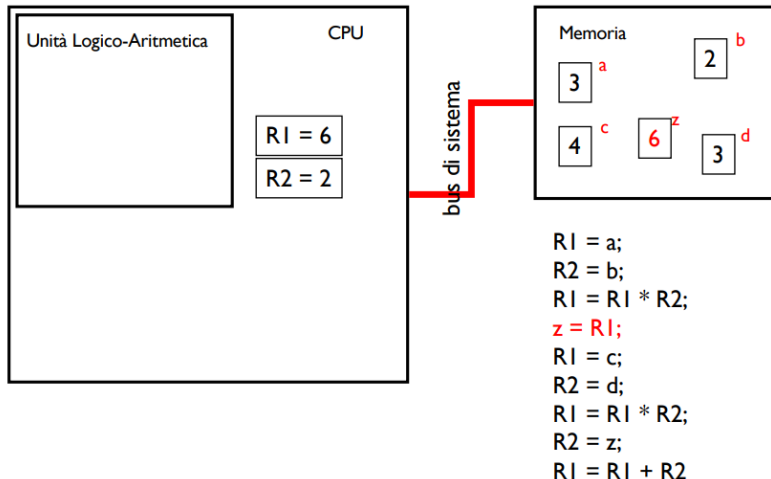 Unità Logico-Aritmetica
CPU
R1 = 6
R2 = 2
bus di sistema
Memoria
3
a
2
b
4
c
6
z
3
d
R1 = a;
R2 = b;
R1 = R1 * R2;
z = R1;
R1 = c;
R2 = d;
R1 = R1 * R2;
R2 = z;
R1 = R1 + R2